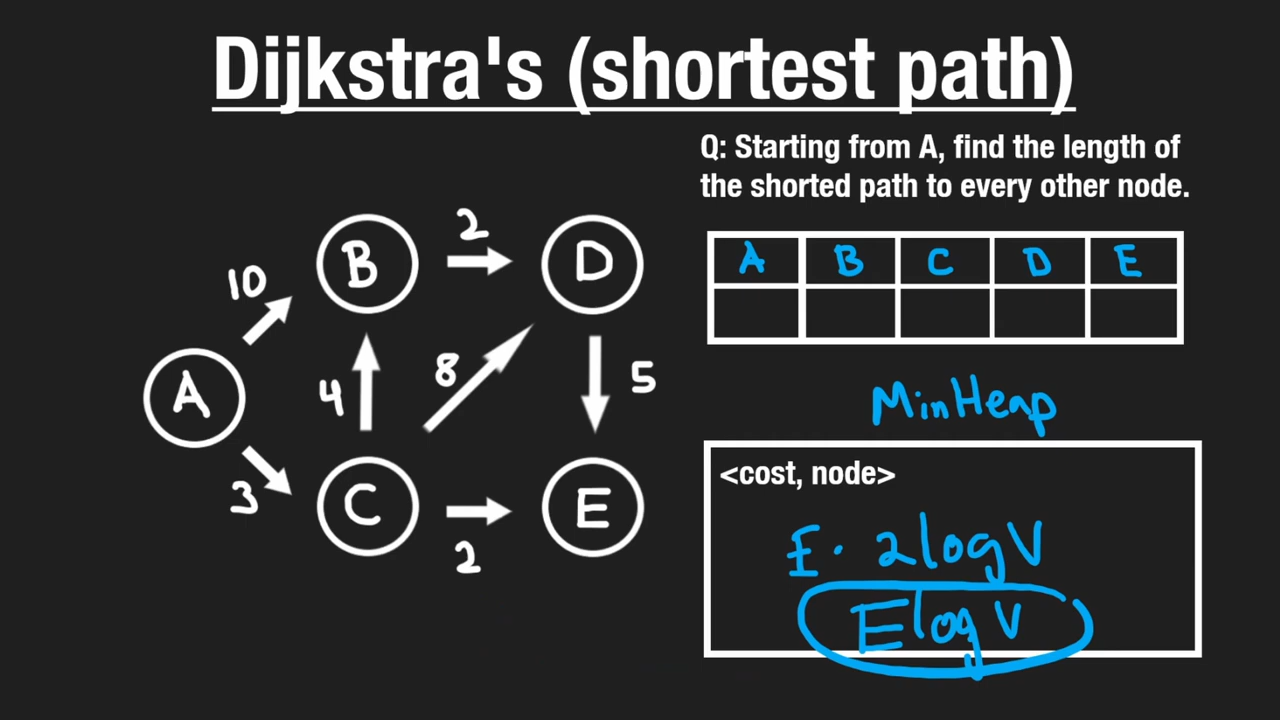 Dijkstra's (shortest path)
Q: Starting from A, find the length of
the shorted path to every other node.
A B C D E
10
B
2
D
A
4
8
5
3
C
2
E
MinHeap
<cost, node>
E · 2logV
ElogV